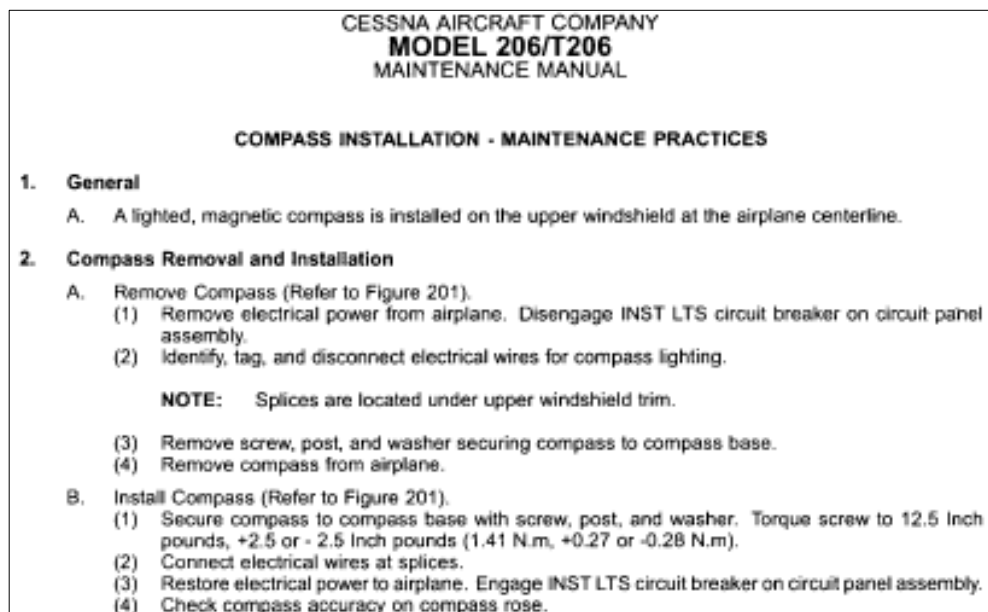 CESSNA AIRCRAFT COMPANY
MODEL 206/T206
MAINTENANCE MANUAL
COMPASS INSTALLATION - MAINTENANCE PRACTICES
1. General
A. A lighted, magnetic compass is installed on the upper windshield at the airplane centerline.
2. Compass Removal and Installation
A. Remove Compass (Refer to Figure 201).
(1) Remove electrical power from airplane. Disengage INST LTS circuit breaker on circuit panel
assembly.
(2) Identify, tag, and disconnect electrical wires for compass lighting.
NOTE: Splices are located under upper windshield trim.
(3) Remove screw, post, and washer securing compass to compass base.
(4) Remove compass from airplane.
B. Install Compass (Refer to Figure 201).
(1) Secure compass to compass base with screw, post, and washer. Torque screw to 12.5 Inch
pounds, +2.5 or - 2.5 Inch pounds (1.41 N.m, +0.27 or -0.28 N.m).
(2) Connect electrical wires at splices.
(3) Restore electrical power to airplane. Engage INST LTS circuit breaker on circuit panel assembly.
(4) Check compass accuracy on compass rose.